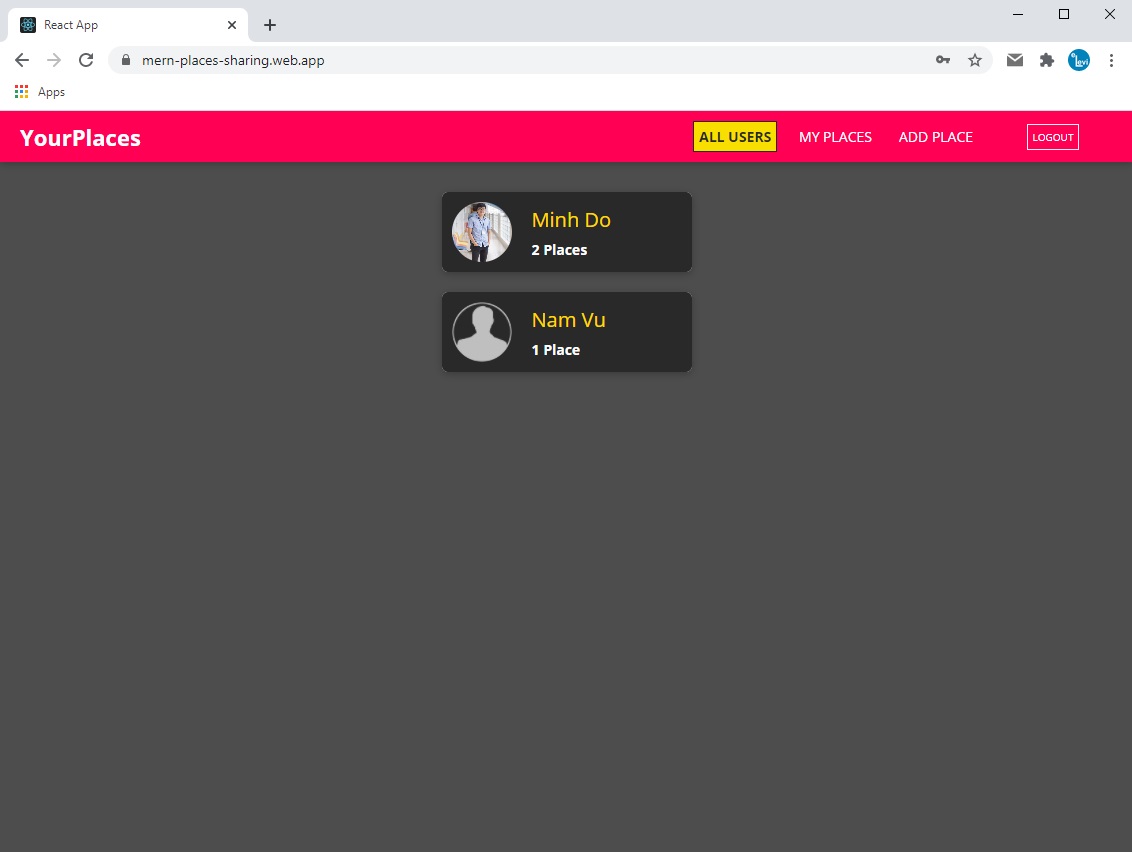 React App
mern-places-sharing.web.app
Apps
YourPlaces
ALL USERS
MY PLACES
ADD PLACE
LOGOUT
Minh Do
2 Places
Nam Vu
1 Place